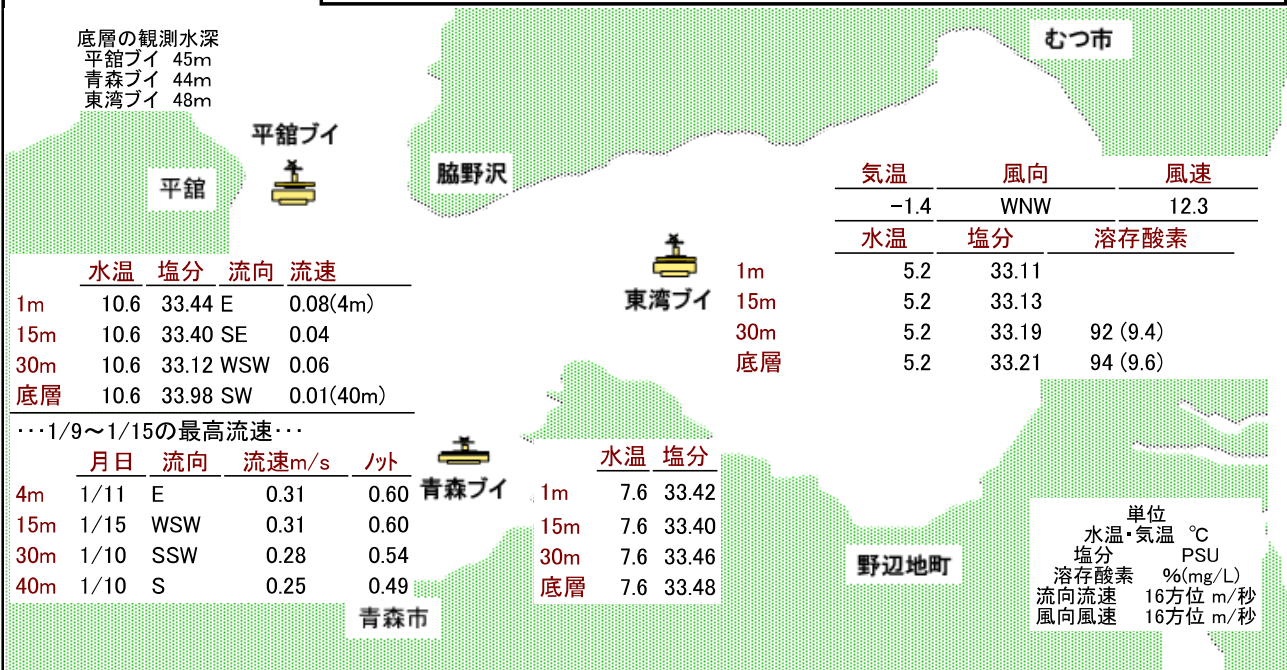 底層の観測水深
平舘ブイ 45m
青森ブイ 44m
東湾ブイ 48m
むつ市
平舘ブイ
平舘
脇野沢
気温 風向 風速
-1.4 WNW 12.3
水温 塩分 溶存酸素
1m 5.2 33.11
15m 5.2 33.13
30m 5.2 33.19 92 (9.4)
底層 5.2 33.21 94 (9.6)
東湾ブイ
水温 塩分 流向 流速
1m 10.6 33.44 E 0.08(4m)
15m 10.6 33.40 SE 0.04
30m 10.6 33.12 WSW 0.06
底層 10.6 33.98 SW 0.01(40m)
···1/9～1/15の最高流速···
月日 流向 流速m/s ノット
4m 1/11 E 0.31 0.60
15m 1/15 WSW 0.31 0.60
30m 1/10 SSW 0.28 0.54
40m 1/10 S 0.25 0.49
青森ブイ
水温 塩分
1m 7.6 33.42
15m 7.6 33.40
30m 7.6 33.46
底層 7.6 33.48
青森市
野辺地町
単位
水温・気温 ℃
塩分 PSU
溶存酸素 %(mg/L)
流向流速 16方位 m/秒
風向風速 16方位 m/秒